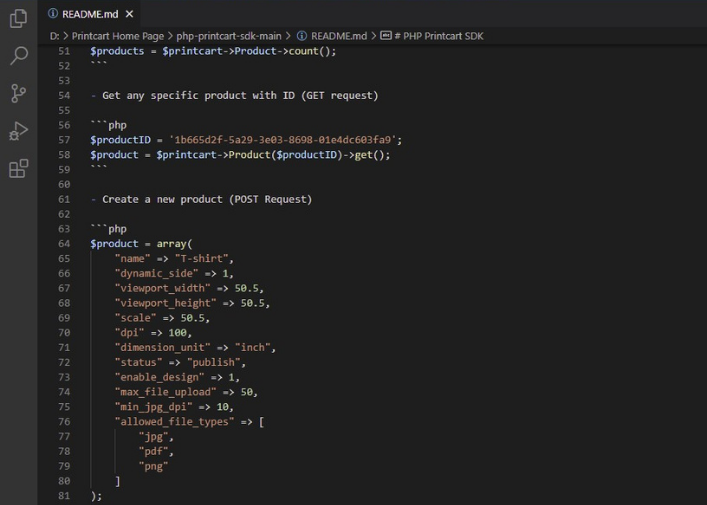 README.md ×
D: > Printcart Home Page > php-printcart-sdk-main > README.md > # PHP Printcart SDK
51 $products = $printcart->Product->count();
52 ```
53
54 - Get any specific product with ID (GET request)
55
56 ```php
57 $productID = '1b665d2f-5a29-3e03-8698-01e4dc603fa9';
58 $product = $printcart->Product($productID)->get();
59 ```
60
61 - Create a new product (POST Request)
62
63 ```php
64 $product = array(
65     "name" => "T-shirt",
66     "dynamic_side" => 1,
67     "viewport_width" => 50.5,
68     "viewport_height" => 50.5,
69     "scale" => 50.5,
70     "dpi" => 100,
71     "dimension_unit" => "inch",
72     "status" => "publish",
73     "enable_design" => 1,
74     "max_file_upload" => 50,
75     "min_jpg_dpi" => 10,
76     "allowed_file_types" => [
77         "jpg",
78         "pdf",
79         "png"
80     ]
81 );